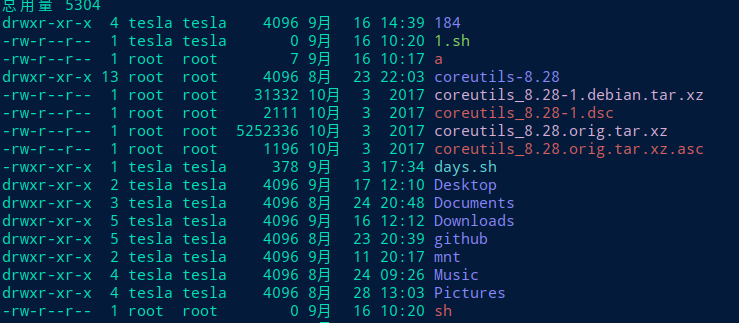 总用量 5304
drwxr-xr-x 4 tesla tesla 4096 9月 16 14:39 184
-rw-r--r-- 1 tesla tesla 0 9月 16 10:20 1.sh
-rw-r--r-- 1 root root 7 9月 16 10:17 a
drwxr-xr-x 13 root root 4096 8月 23 22:03 coreutils-8.28
-rw-r--r-- 1 root root 31332 10月 3 2017 coreutils_8.28-1.debian.tar.xz
-rw-r--r-- 1 root root 2111 10月 3 2017 coreutils_8.28-1.dsc
-rw-r--r-- 1 root root 5252336 10月 3 2017 coreutils_8.28.orig.tar.xz
-rw-r--r-- 1 root root 1196 10月 3 2017 coreutils_8.28.orig.tar.xz.asc
-rwxr-xr-x 1 tesla tesla 378 9月 3 17:34 days.sh
drwxr-xr-x 2 tesla tesla 4096 9月 17 12:10 Desktop
drwxr-xr-x 3 tesla tesla 4096 8月 24 20:48 Documents
drwxr-xr-x 5 tesla tesla 4096 9月 16 12:12 Downloads
drwxr-xr-x 5 tesla tesla 4096 8月 23 20:39 github
drwxr-xr-x 2 tesla tesla 4096 9月 11 20:17 mnt
drwxr-xr-x 4 tesla tesla 4096 8月 24 09:26 Music
drwxr-xr-x 4 tesla tesla 4096 8月 28 13:03 Pictures
-rw-r--r-- 1 root root 0 9月 16 10:20 sh